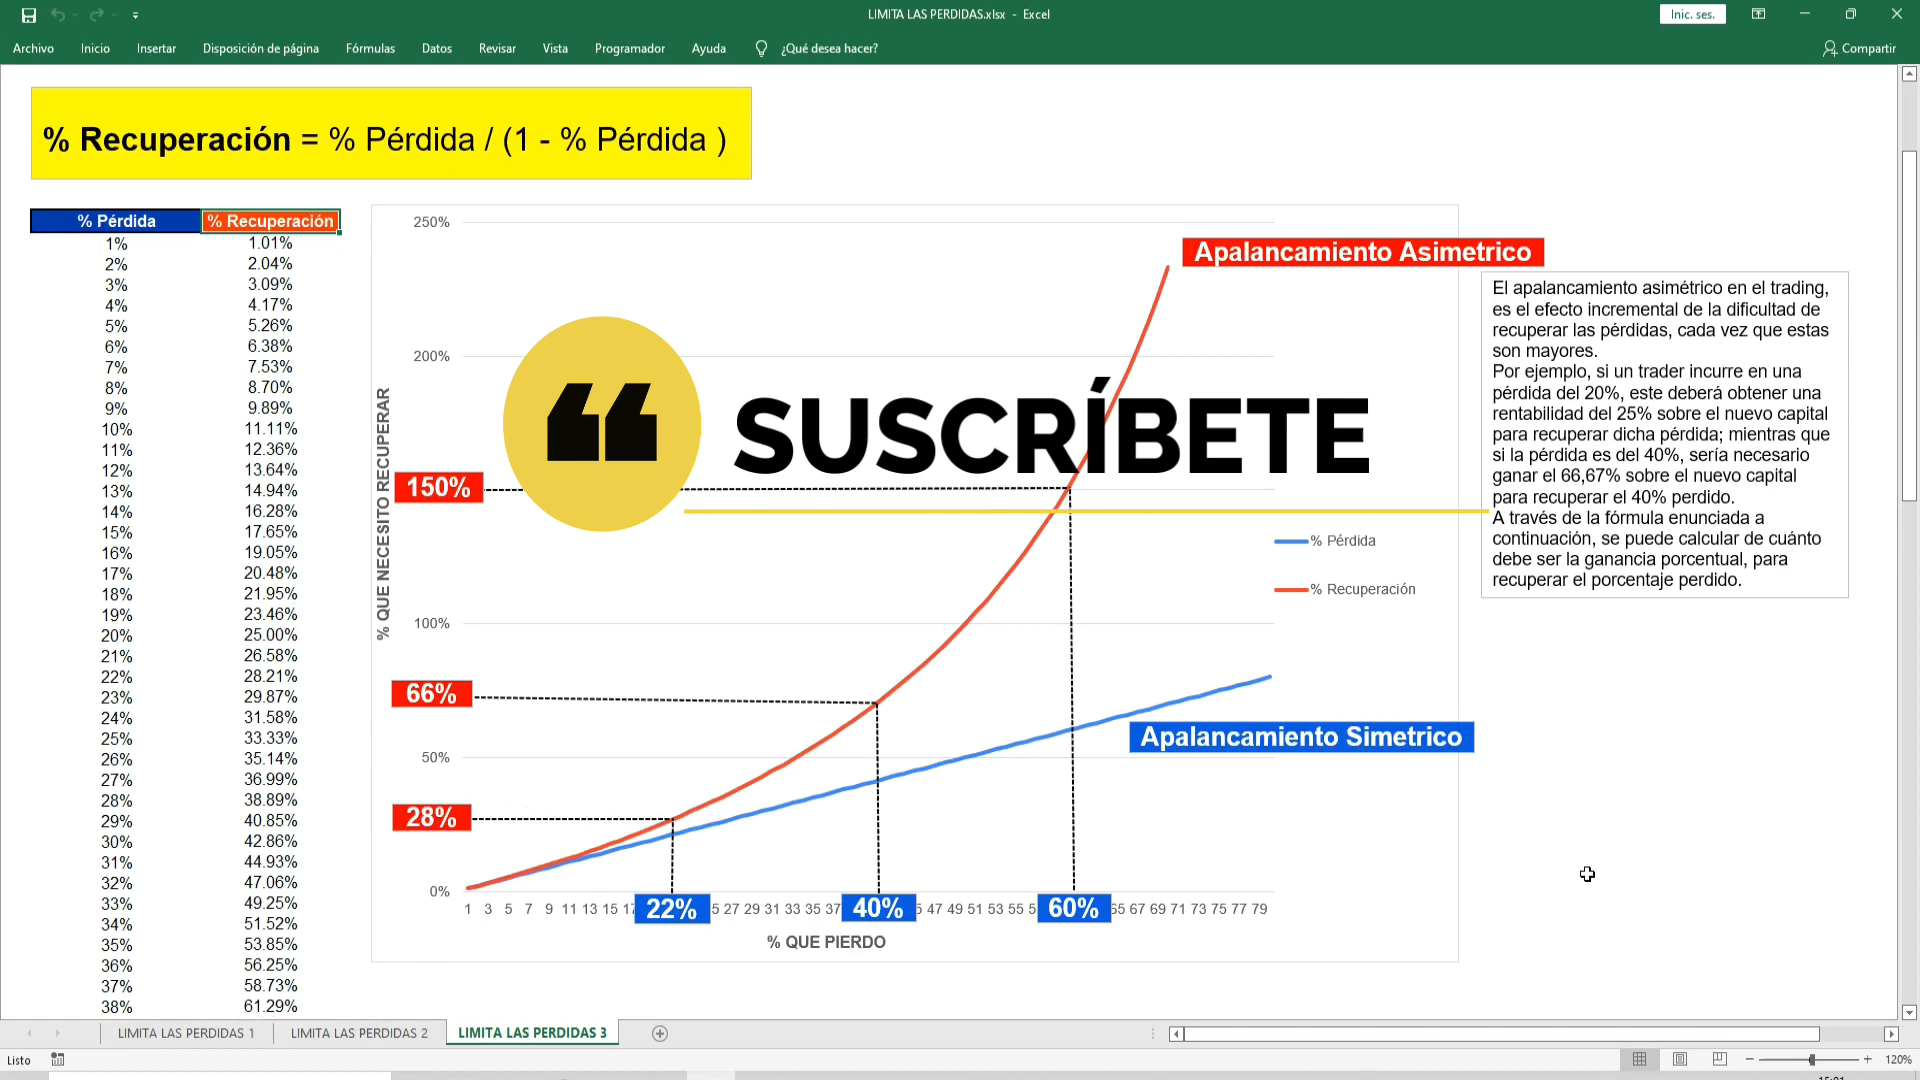 LIMITA LAS PERDIDAS.xlsx - Excel
Inic. ses.
Archivo Inicio Insertar Disposición de página Fórmulas Datos Revisar Vista Programador Ayuda ¿Qué desea hacer? Compartir
% Recuperación = % Pérdida / (1 - % Pérdida )
% Pérdida % Recuperación
1% 1.01%
2% 2.04%
3% 3.09%
4% 4.17%
5% 5.26%
6% 6.38%
7% 7.53%
8% 8.70%
9% 9.89%
10% 11.11%
11% 12.36%
12% 13.64%
13% 14.94%
14% 16.28%
15% 17.65%
16% 19.05%
17% 20.48%
18% 21.95%
19% 23.46%
20% 25.00%
21% 26.58%
22% 28.21%
23% 29.87%
24% 31.58%
25% 33.33%
26% 35.14%
27% 36.99%
28% 38.89%
29% 40.85%
30% 42.86%
31% 44.93%
32% 47.06%
33% 49.25%
34% 51.52%
35% 53.85%
36% 56.25%
37% 58.73%
38% 61.29%
% QUE NECESITO RECUPERAR
250%
200%
150%
100%
66%
50%
28%
0%
Apalancamiento Asimetrico
“ SUSCRÍBETE
% Pérdida
% Recuperación
Apalancamiento Simetrico
1 3 5 7 9 11 13 15 22% 27 29 31 33 35 40% 47 49 51 53 55 60% 67 69 71 73 75 77 79
% QUE PIERDO
El apalancamiento asimétrico en el trading,
es el efecto incremental de la dificultad de
recuperar las pérdidas, cada vez que estas
son mayores.
Por ejemplo, si un trader incurre en una
pérdida del 20%, este deberá obtener una
rentabilidad del 25% sobre el nuevo capital
para recuperar dicha pérdida; mientras que
si la pérdida es del 40%, sería necesario
ganar el 66,67% sobre el nuevo capital
para recuperar el 40% perdido.
A través de la fórmula enunciada a
continuación, se puede calcular de cuánto
debe ser la ganancia porcentual, para
recuperar el porcentaje perdido.
LIMITA LAS PERDIDAS 1 LIMITA LAS PERDIDAS 2 LIMITA LAS PERDIDAS 3
Listo
120%